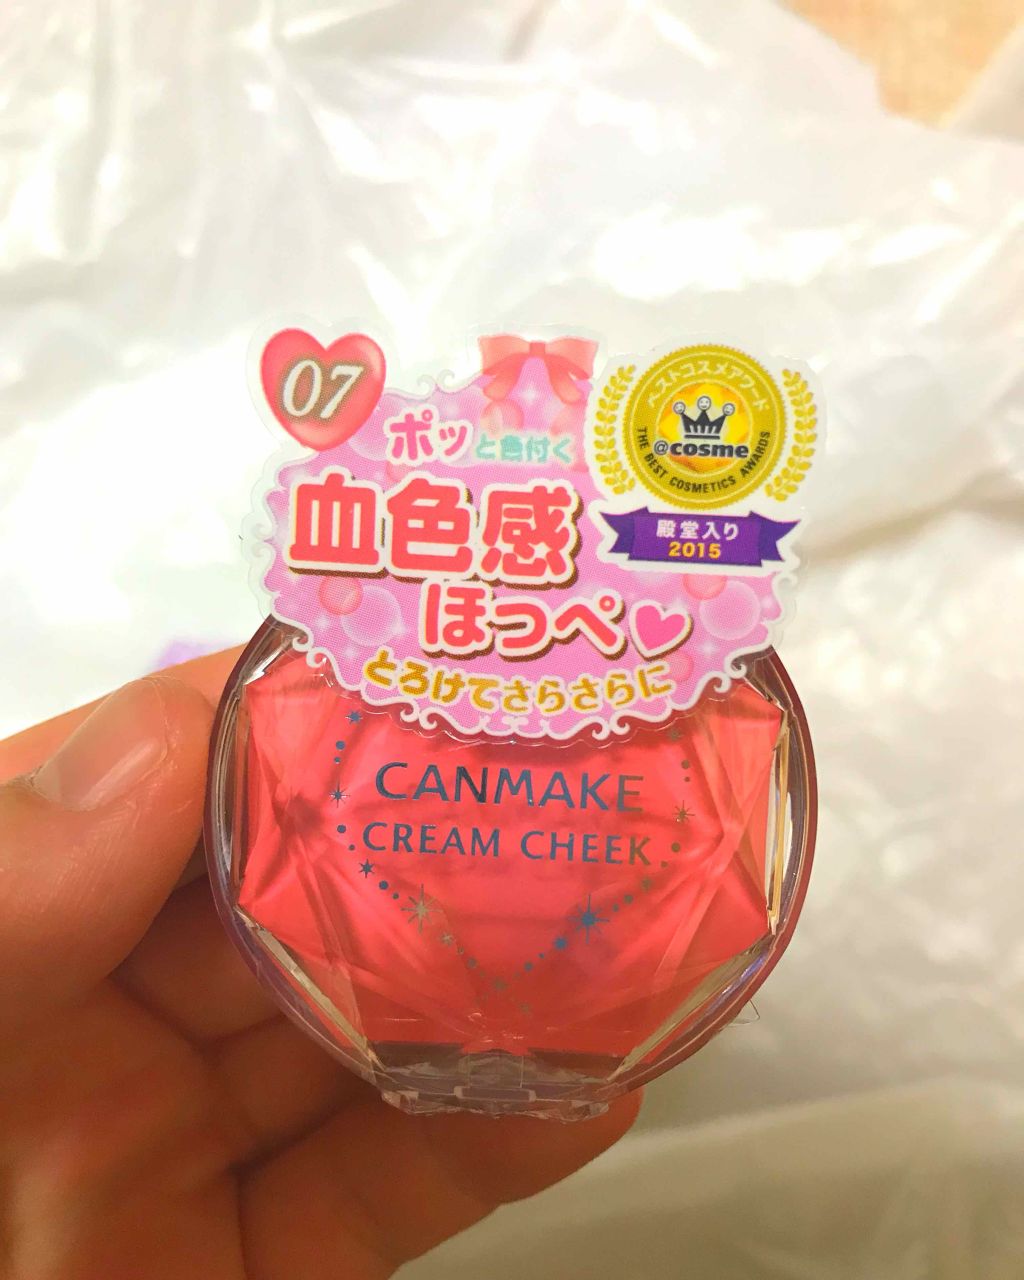 07
ポッと色付く
血色感
ほっぺ
とろけてさらさらに
ベストコスメアワード
@cosme
THE BEST COSMETICS AWARDS
殿堂入り
2015
CANMAKE
CREAM CHEEK